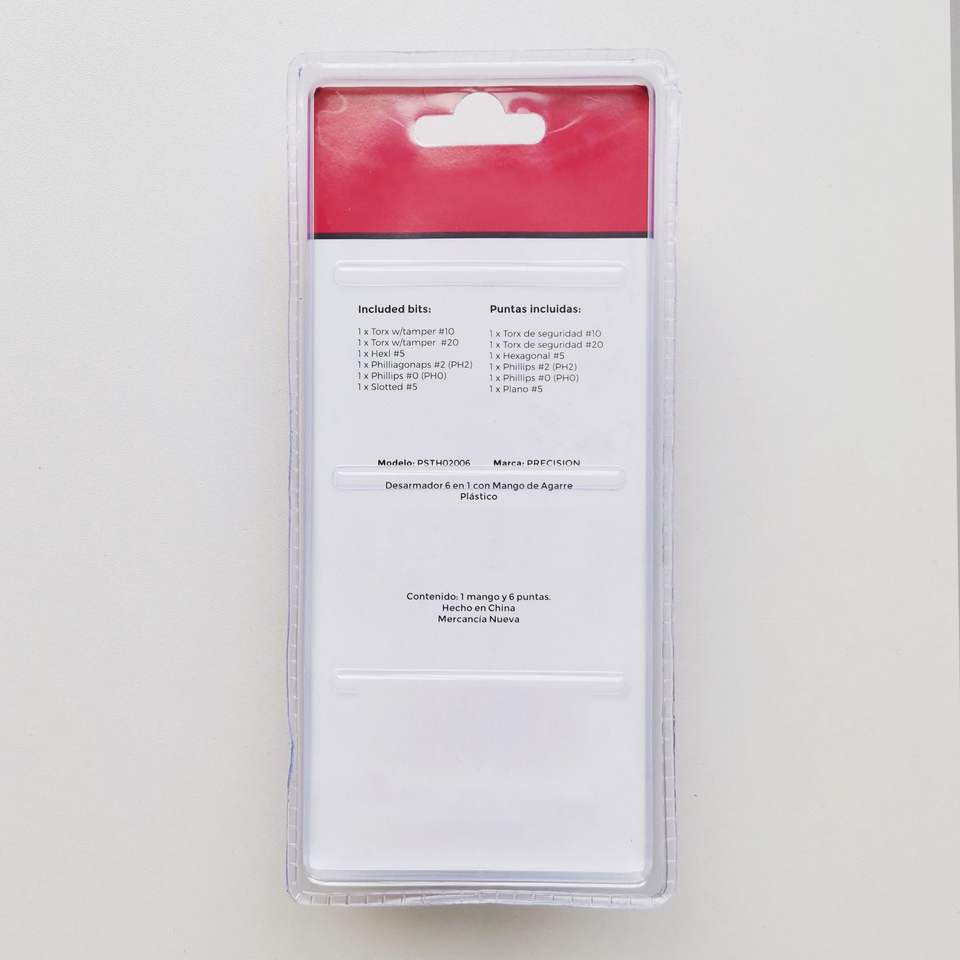 Included bits:
1 x Torx w/tamper #10
1 x Torx w/tamper #20
1 x Hexl #5
1 x Philliagonaps #2 (PH2)
1 x Phillips #0 (PH0)
1 x Slotted #5
Puntas incluidas:
1 x Torx de seguridad #10
1 x Torx de seguridad #20
1 x Hexagonal #5
1 x Phillips #2 (PH2)
1 x Phillips #0 (PH0)
1 x Plano #5
Modelo: PSTH02006 Marca: PRECISION
Desarmador 6 en 1 con Mango de Agarre
Plástico
Contenido: 1 mango y 6 puntas.
Hecho en China
Mercancía Nueva